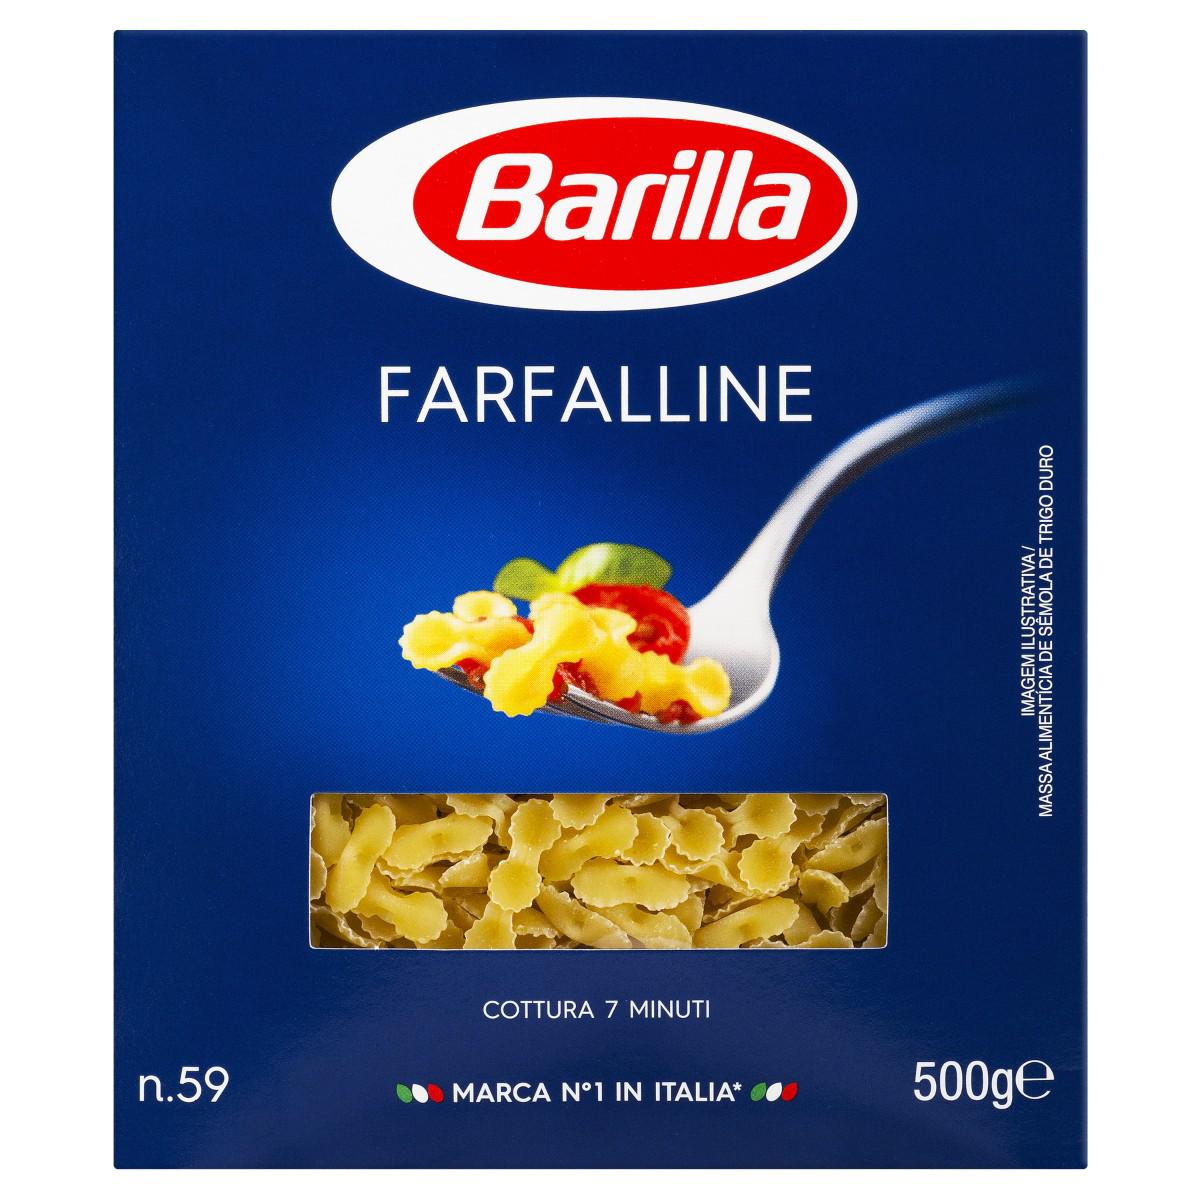 Barilla
FARFALLINE
IMAGEM ILUSTRATIVA/
MASSA ALIMENTÍCIA DE SÊMOLA DE TRIGO DURO
COTTURA 7 MINUTI
n.59
MARCA N°1 IN ITALIA*
500g℮